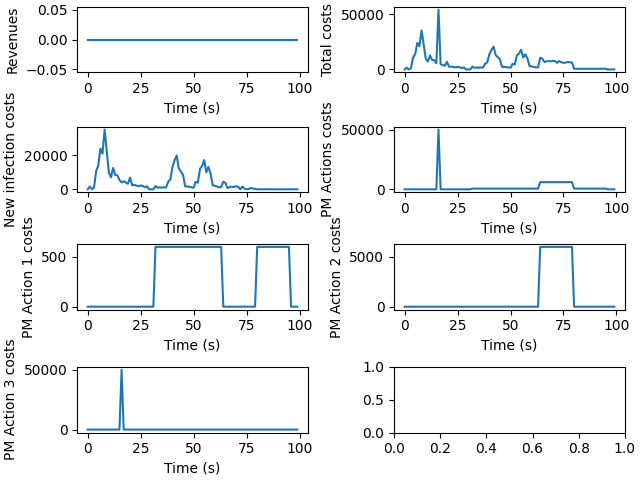 Revenues
0.05
0.00
−0.05
0 25 50 75 100
Time (s)
Total costs
50000
0
0 25 50 75 100
Time (s)
New infection costs
20000
0
0 25 50 75 100
Time (s)
PM Actions costs
50000
0
0 25 50 75 100
Time (s)
PM Action 1 costs
500
0
0 25 50 75 100
Time (s)
PM Action 2 costs
5000
0
0 25 50 75 100
Time (s)
PM Action 3 costs
50000
0
0 25 50 75 100
Time (s)
1.0
0.5
0.0
0.0 0.2 0.4 0.6 0.8 1.0